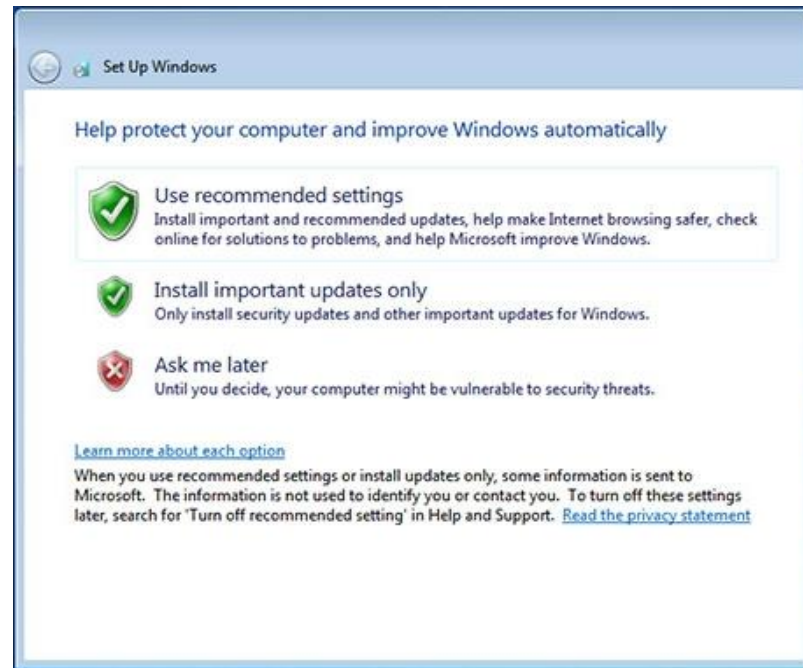 Set Up Windows
Help protect your computer and improve Windows automatically
Use recommended settings
Install important and recommended updates, help make Internet browsing safer, check
online for solutions to problems, and help Microsoft improve Windows.
Install important updates only
Only install security updates and other important updates for Windows.
Ask me later
Until you decide, your computer might be vulnerable to security threats.
Learn more about each option
When you use recommended settings or install updates only, some information is sent to
Microsoft. The information is not used to identify you or contact you. To turn off these settings
later, search for 'Turn off recommended setting' in Help and Support. Read the privacy statement